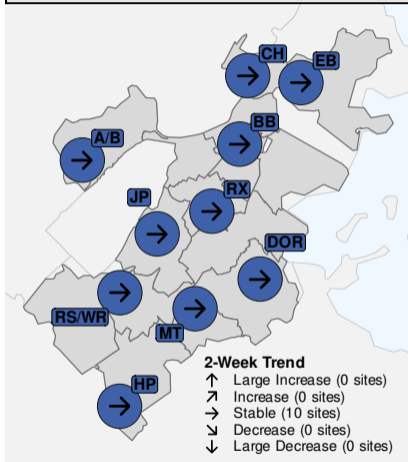 CH
EB
BB
A/B
RX
JP
DOR
RS/WR
MT
HP
2-Week Trend
↑ Large Increase (0 sites)
↗ Increase (0 sites)
→ Stable (10 sites)
↘ Decrease (0 sites)
↓ Large Decrease (0 sites)